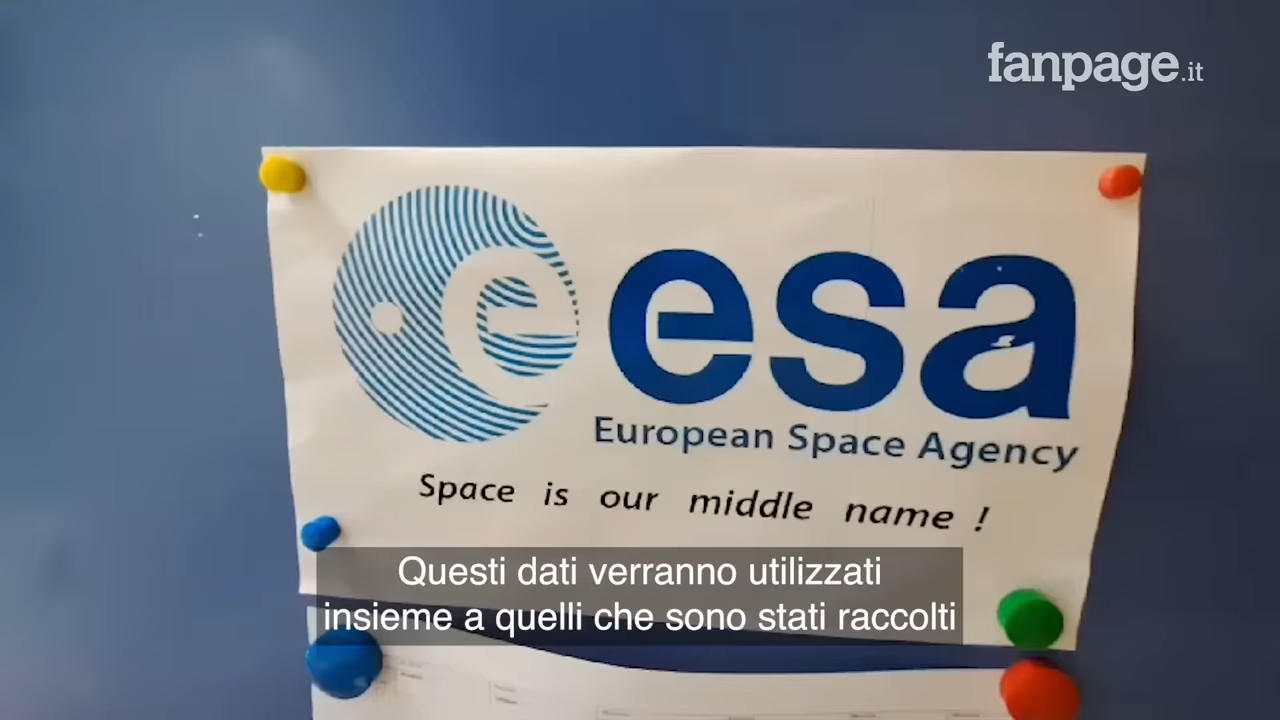 fanpage.it
esa
European Space Agency
Space is our middle name !
Questi dati verranno utilizzati
insieme a quelli che sono stati raccolti